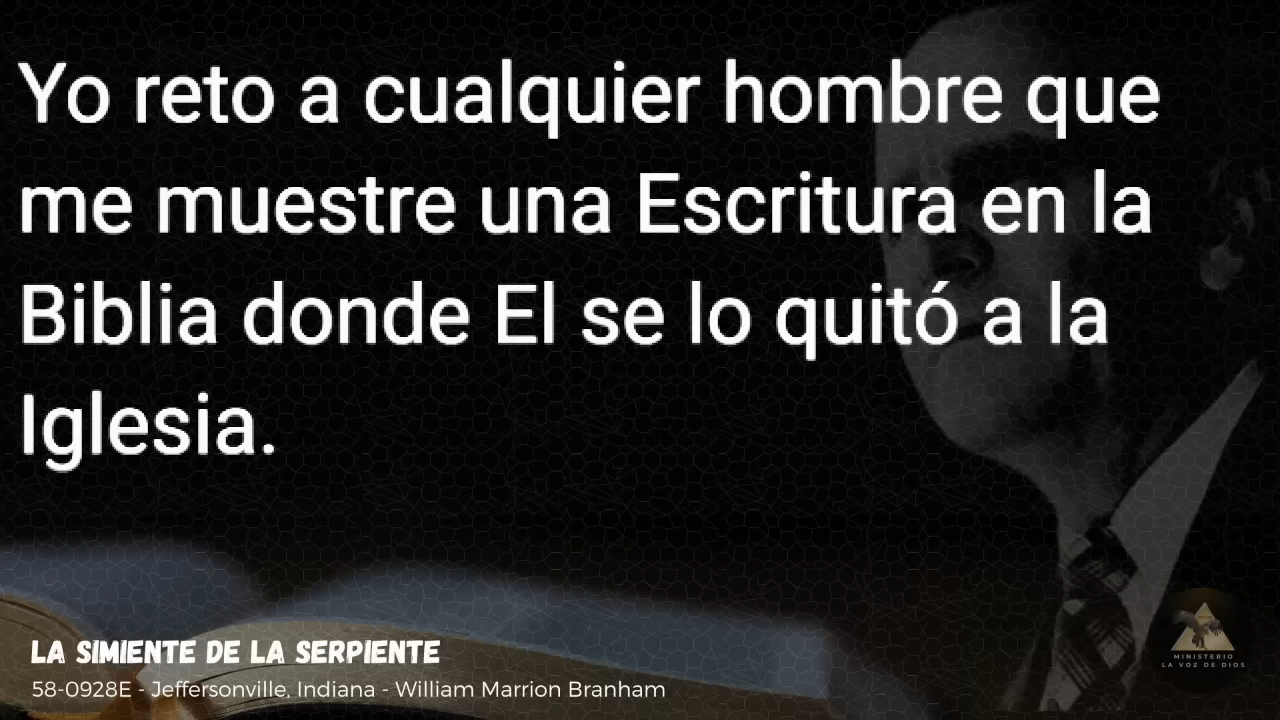 Yo reto a cualquier hombre que
me muestre una Escritura en la
Biblia donde El se lo quitó a la
Iglesia.
LA SIMIENTE DE LA SERPIENTE
58-0928E - Jeffersonville, Indiana - William Marrion Branham
MINISTERIO
LA VOZ DE DIOS